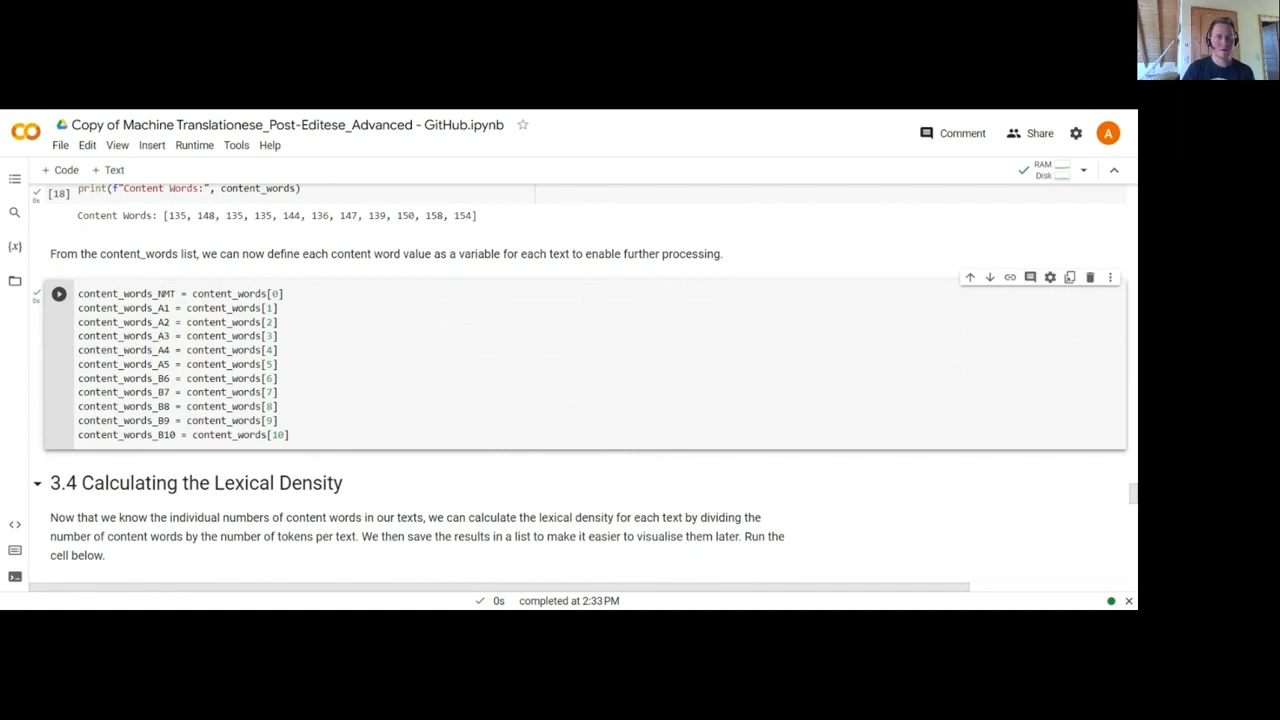 Copy of Machine Translationese_Post-Editese_Advanced - GitHub.ipynb
File Edit View Insert Runtime Tools Help
Comment Share A
+ Code + Text
RAM
Disk
[18] print(f"Content Words:", content_words)
0s
Content Words: [135, 148, 135, 135, 144, 136, 147, 139, 150, 158, 154]
{x}
From the content_words list, we can now define each content word value as a variable for each text to enable further processing.
0s
content_words_NMT = content_words[0]
content_words_A1 = content_words[1]
content_words_A2 = content_words[2]
content_words_A3 = content_words[3]
content_words_A4 = content_words[4]
content_words_A5 = content_words[5]
content_words_B6 = content_words[6]
content_words_B7 = content_words[7]
content_words_B8 = content_words[8]
content_words_B9 = content_words[9]
content_words_B10 = content_words[10]
3.4 Calculating the Lexical Density
Now that we know the individual numbers of content words in our texts, we can calculate the lexical density for each text by dividing the
number of content words by the number of tokens per text. We then save the results in a list to make it easier to visualise them later. Run the
cell below.
0s completed at 2:33 PM